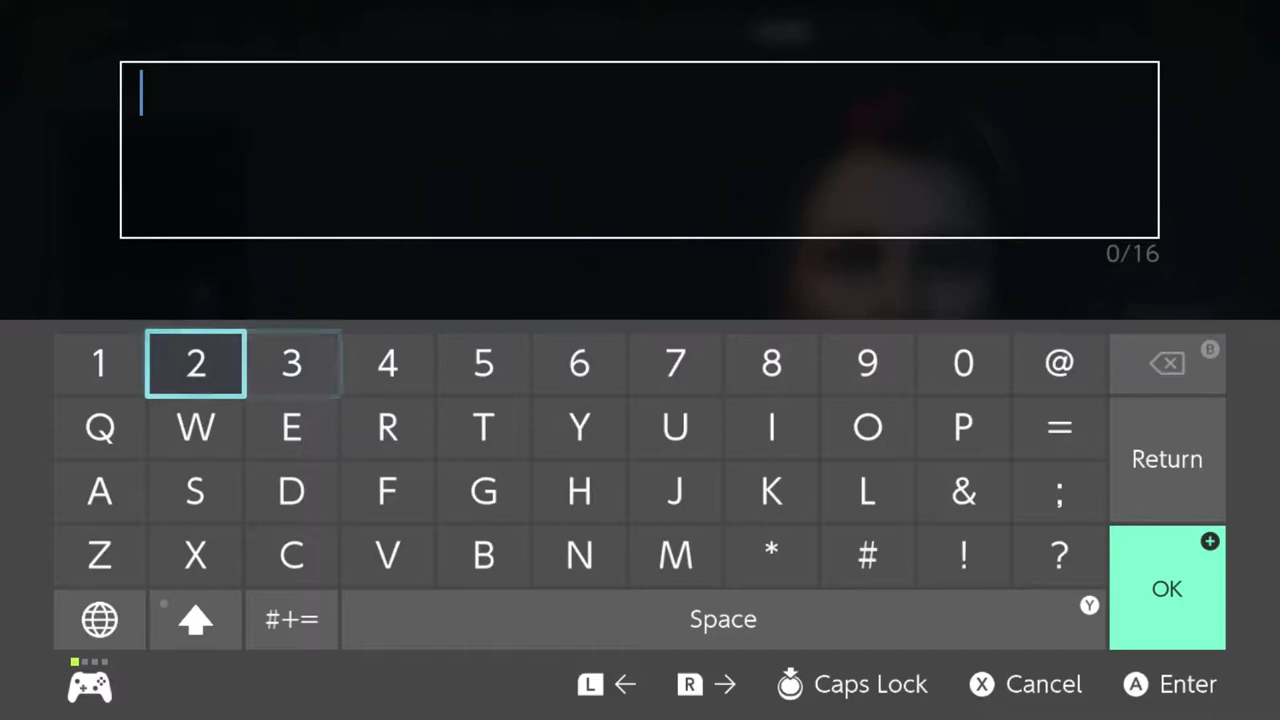 0/16
1 2 3 4 5 6 7 8 9 0 @ B
Q W E R T Y U I O P =
Return
A S D F G H J K L & ;
Z X C V B N M * # ! ?
OK
#+= Space Y
L ← R → Caps Lock X Cancel A Enter